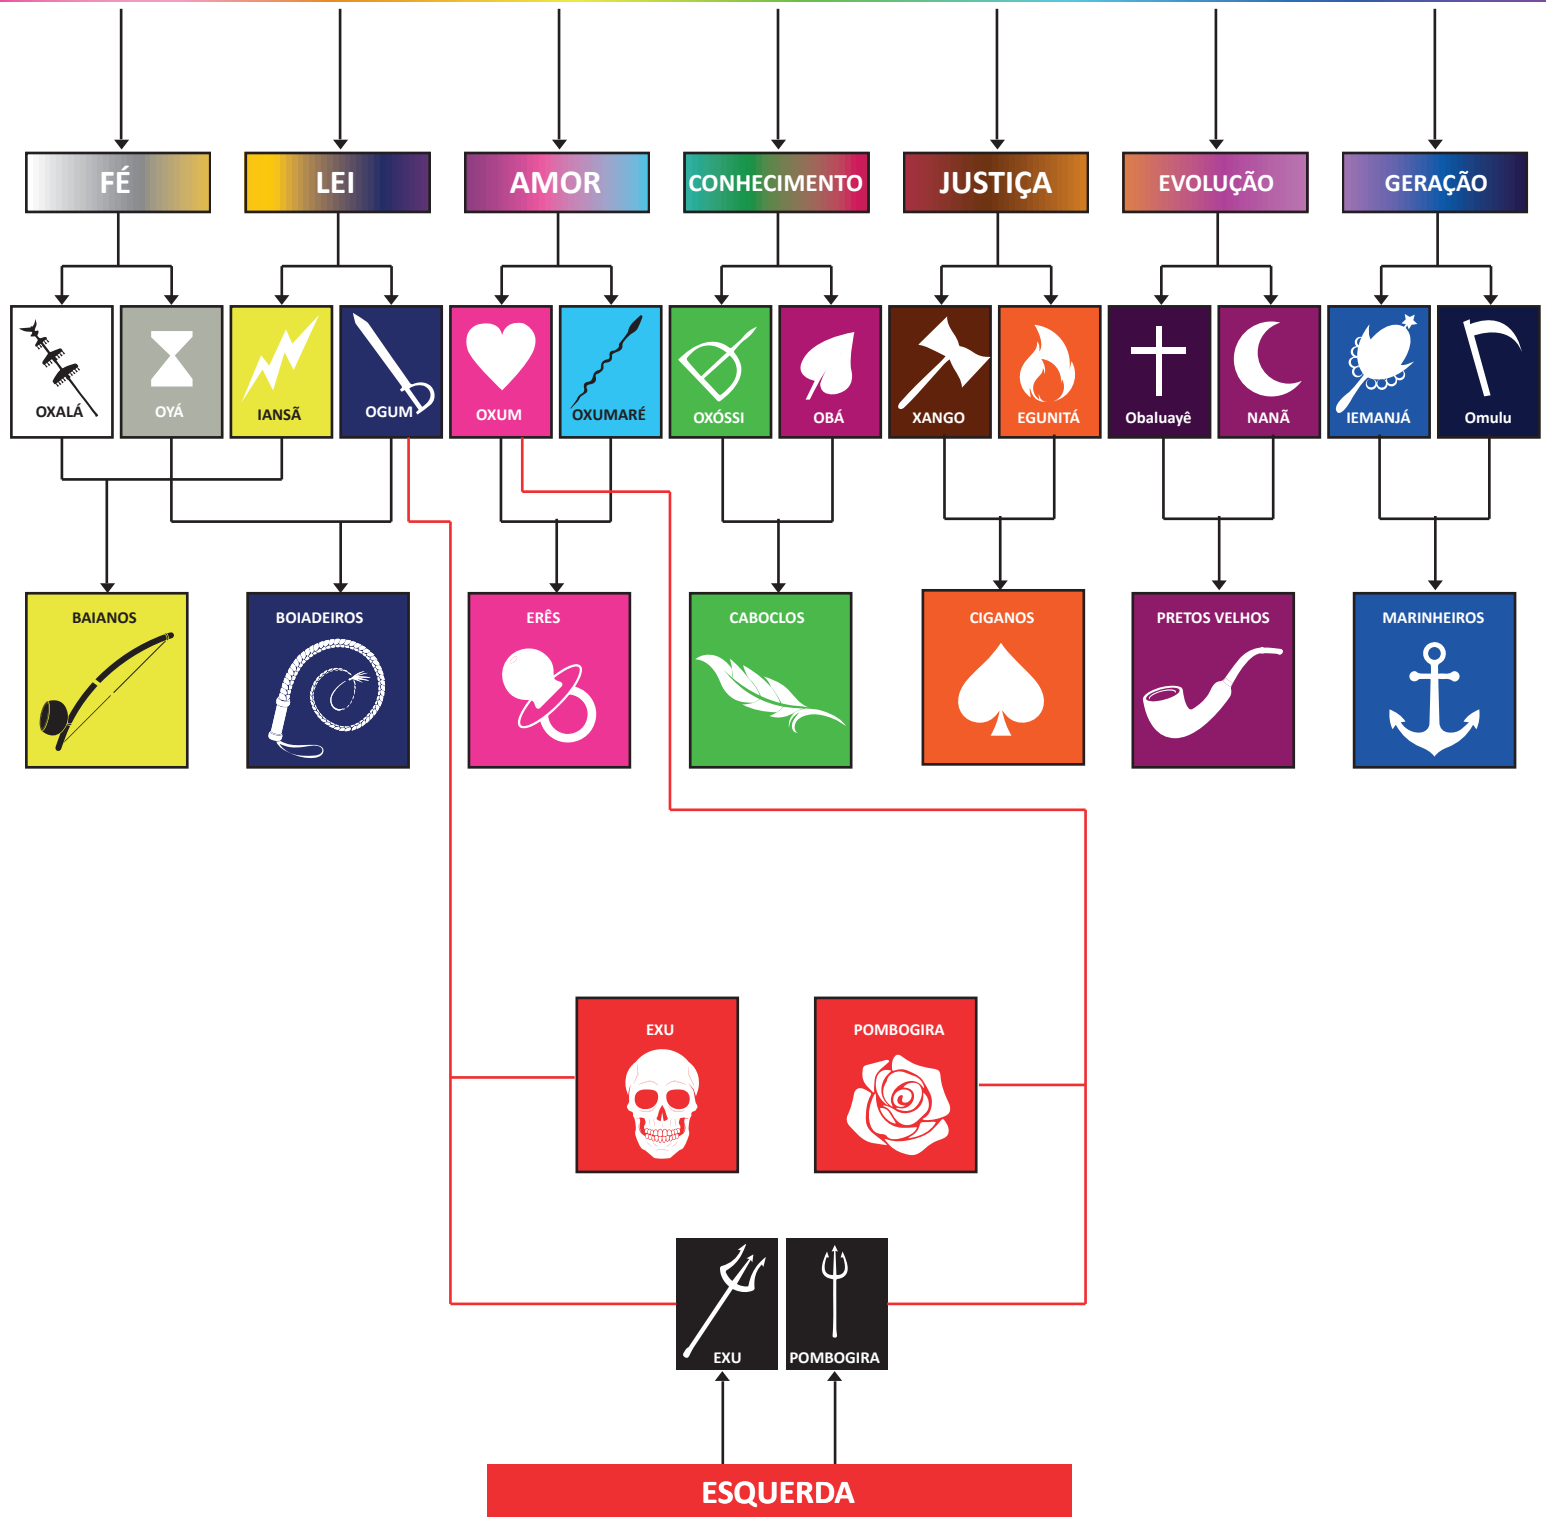 FÉ
LEI
AMOR
CONHECIMENTO
JUSTIÇA
EVOLUÇÃO
GERAÇÃO
OXALÁ
OYÁ
IANSÃ
OGUM
OXUM
OXUMARÉ
OXÓSSI
OBÁ
XANGO
EGUNITÁ
Obaluayê
NANÃ
IEMANJÁ
Omulu
BAIANOS
BOIADEIROS
ERÊS
CABOCLOS
CIGANOS
PRETOS VELHOS
MARINHEIROS
EXU
POMBOGIRA
EXU
POMBOGIRA
ESQUERDA